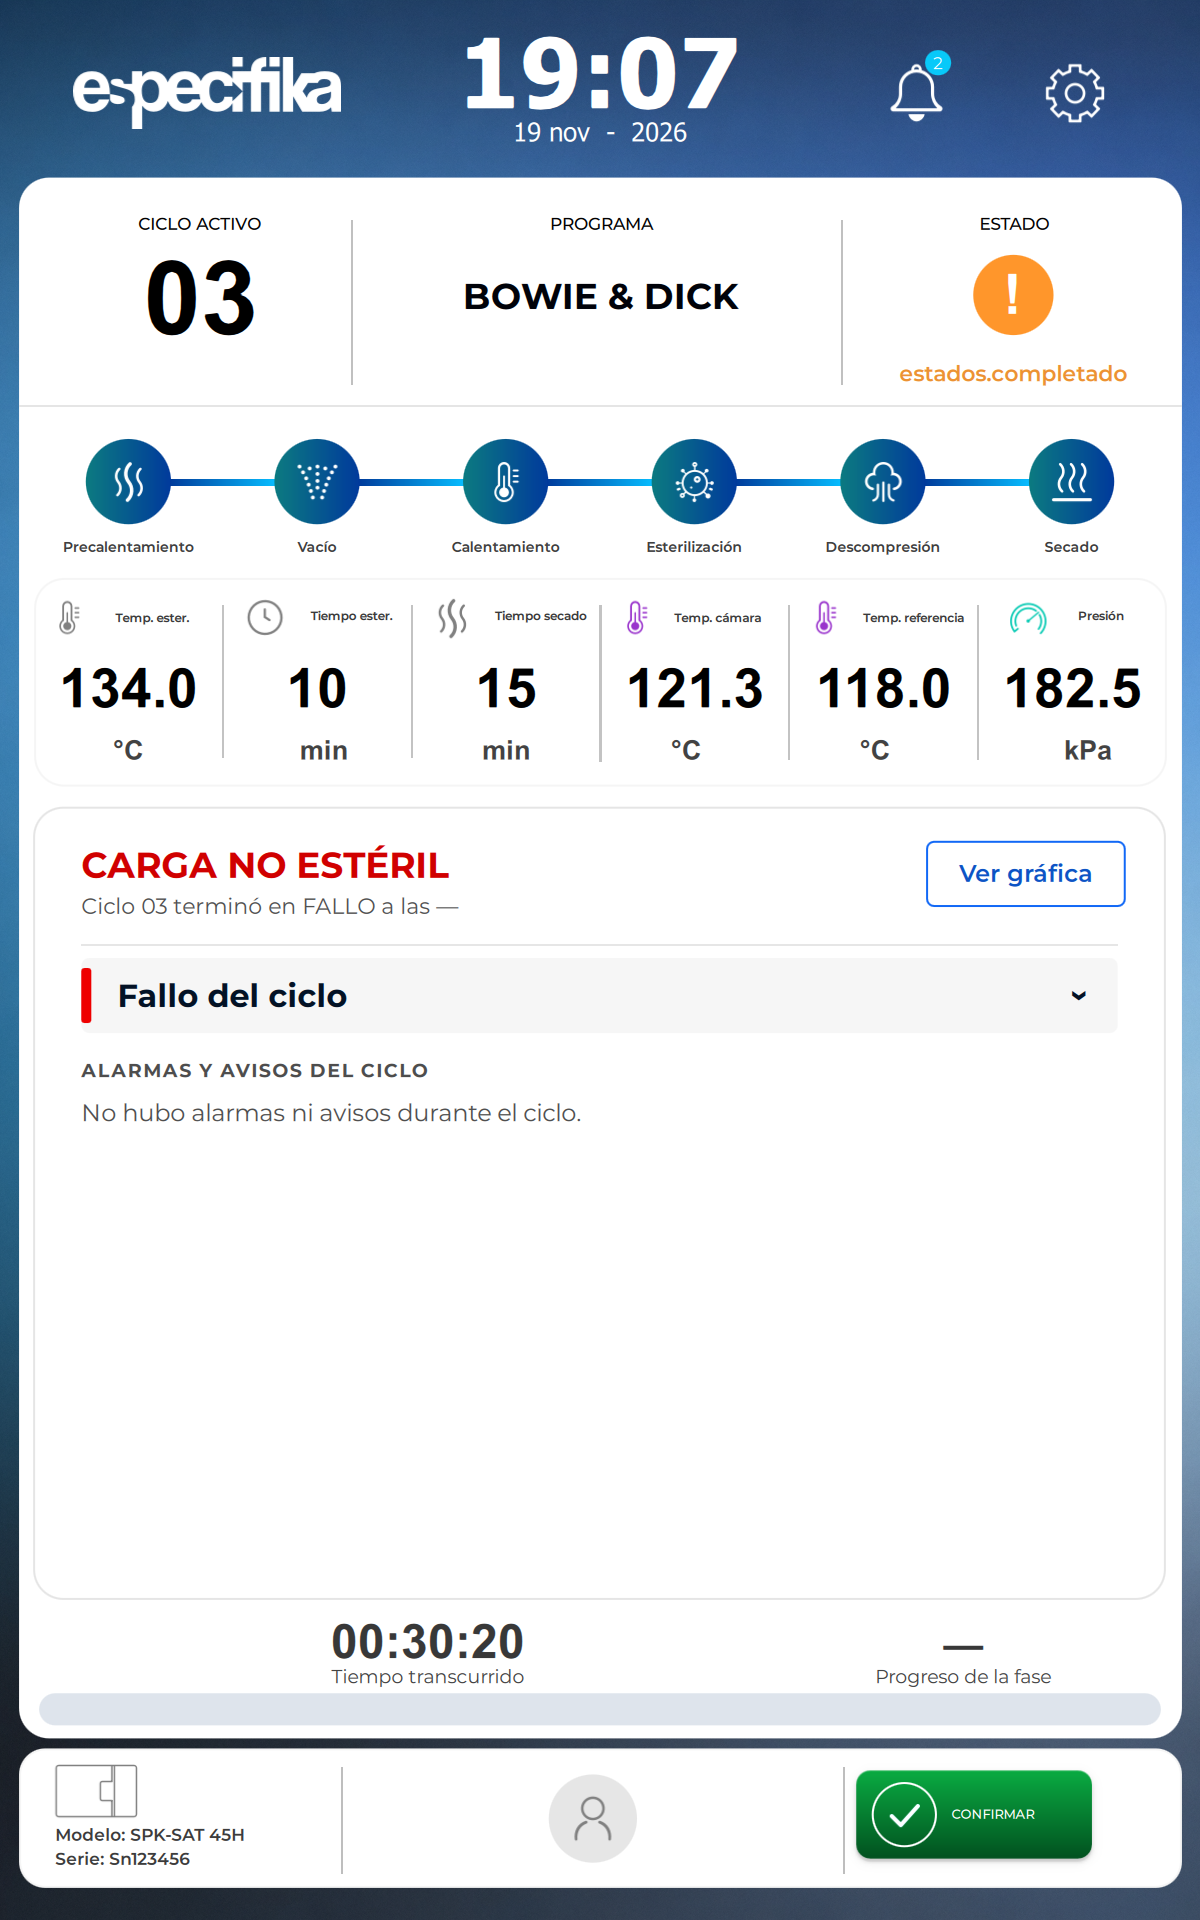 especifika
19:07
2
19 nov - 2026
CICLO ACTIVO
PROGRAMA
ESTADO
03
BOWIE & DICK
!
estados.completado
Precalentamiento
Vacío
Calentamiento
Esterilización
Descompresión
Secado
Temp. ester.
Tiempo ester.
Tiempo secado
Temp. cámara
Temp. referencia
Presión
134.0
10
15
121.3
118.0
182.5
°C
min
min
°C
°C
kPa
CARGA NO ESTÉRIL
Ver gráfica
Ciclo 03 terminó en FALLO a las —
Fallo del ciclo
ALARMAS Y AVISOS DEL CICLO
No hubo alarmas ni avisos durante el ciclo.
00:30:20
—
Tiempo transcurrido
Progreso de la fase
CONFIRMAR
Modelo: SPK-SAT 45H
Serie: Sn123456